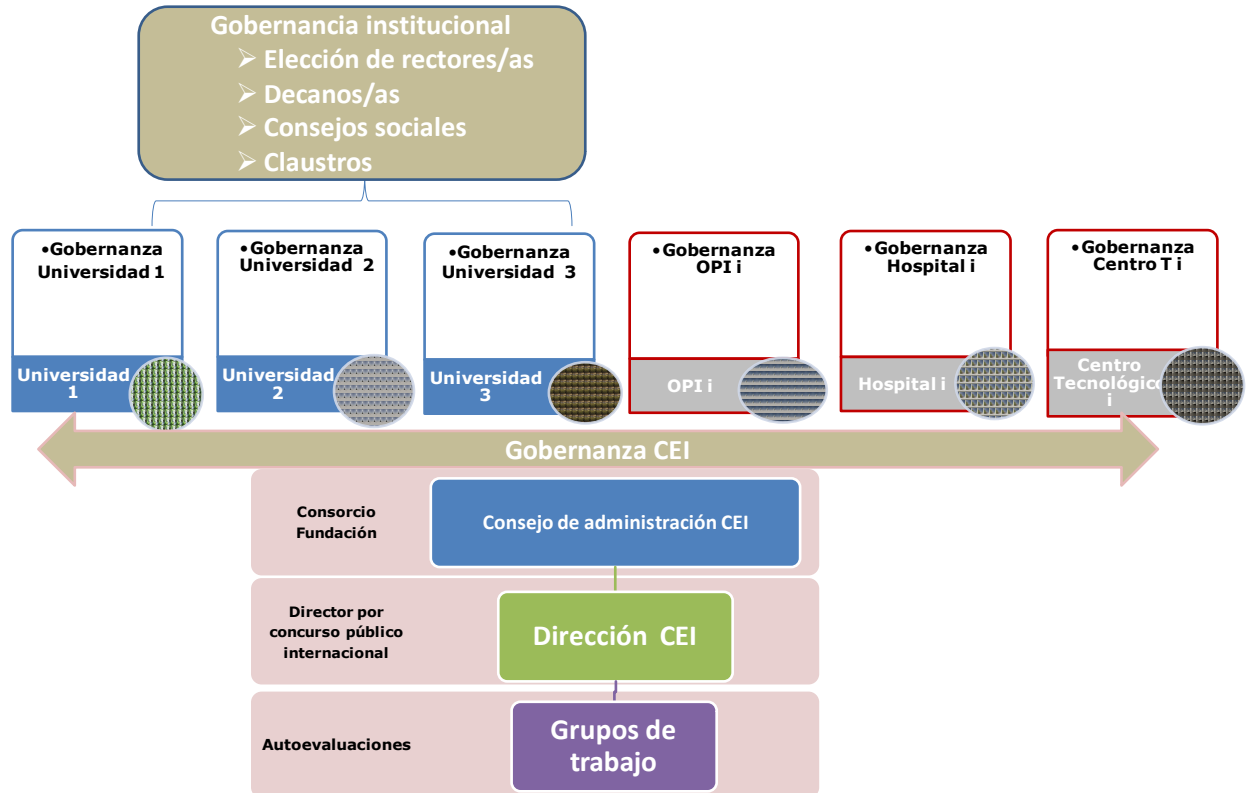 Gobernancia institucional
➢ Elección de rectores/as
➢ Decanos/as
➢ Consejos sociales
➢ Claustros
•Gobernanza
Universidad 1
•Gobernanza
Universidad 2
•Gobernanza
Universidad 3
•Gobernanza
OPI i
•Gobernanza
Hospital i
•Gobernanza
Centro T i
Universidad
1
Universidad
2
Universidad
3
OPI i
Hospital i
Centro
Tecnológico
i
Gobernanza CEI
Consorcio
Fundación
Consejo de administración CEI
Director por
concurso público
internacional
Dirección CEI
Autoevaluaciones
Grupos de
trabajo